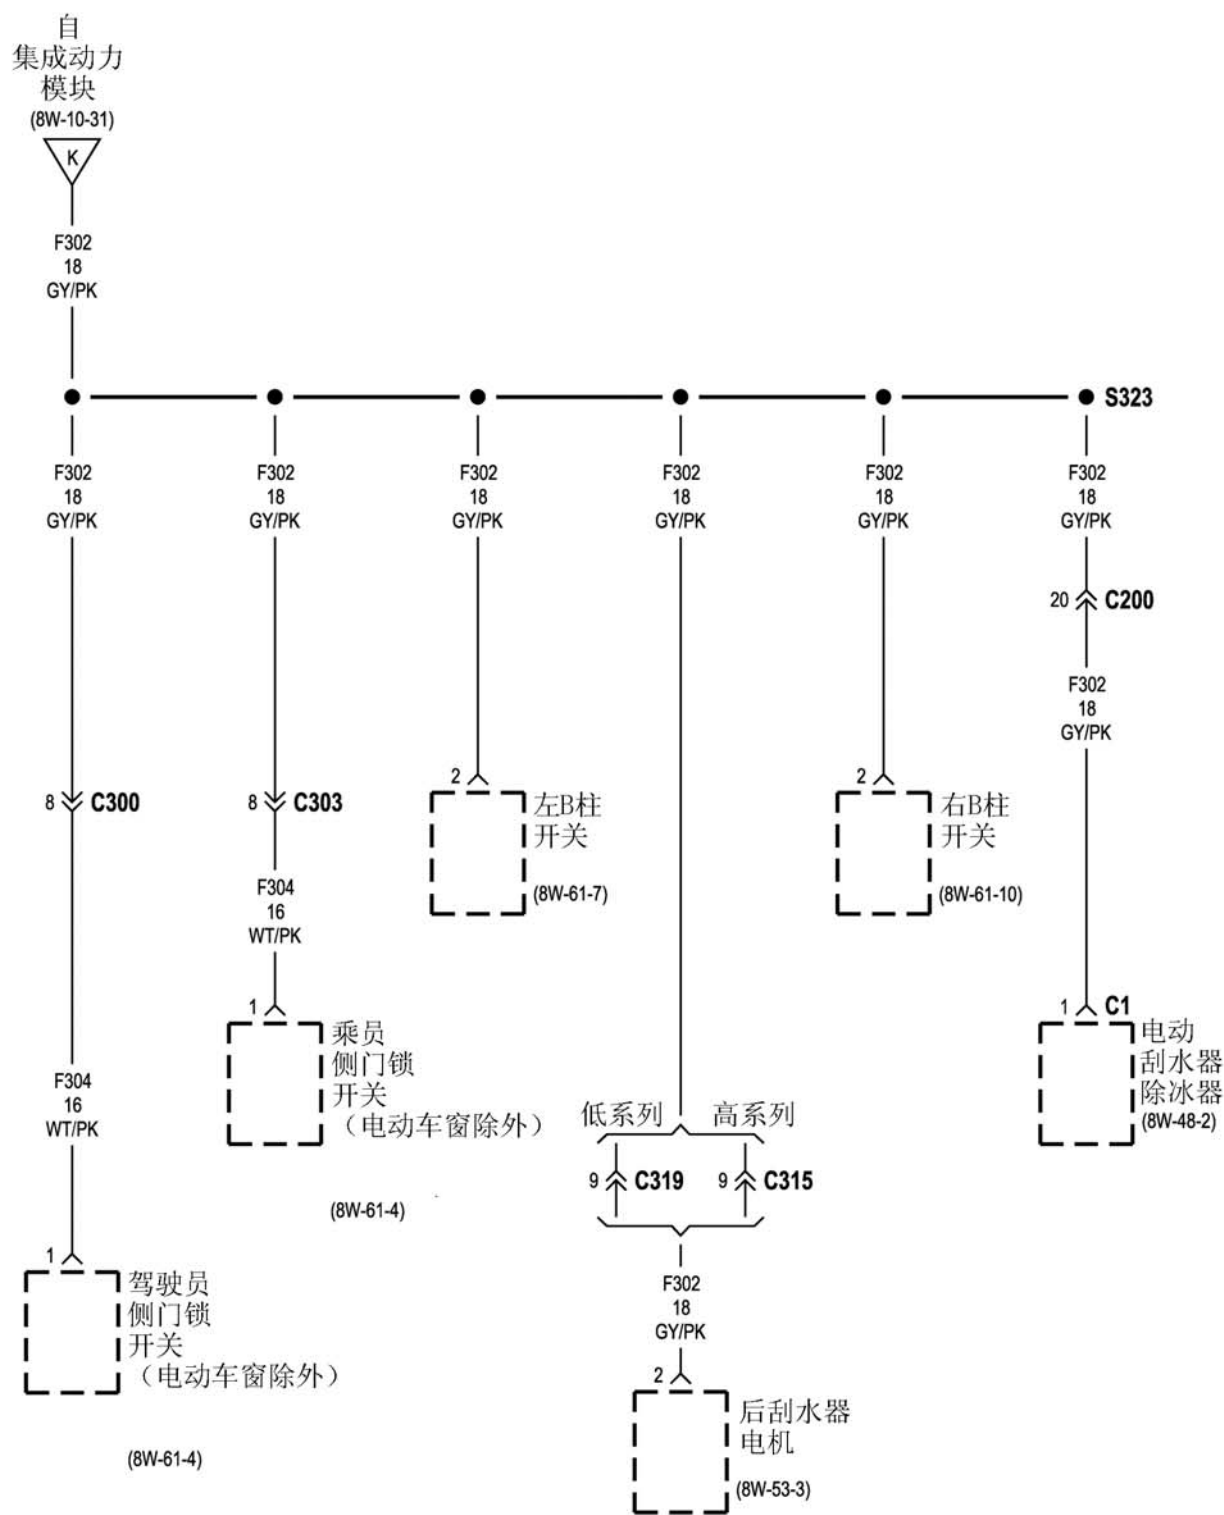 自
集成动力
模块
(8W-10-31)
K
F302
18
GY/PK
S323
F302
18
GY/PK
F302
18
GY/PK
F302
18
GY/PK
F302
18
GY/PK
F302
18
GY/PK
F302
18
GY/PK
20 C200
F302
18
GY/PK
8 C300
8 C303
2
左B柱
开关
(8W-61-7)
2
右B柱
开关
(8W-61-10)
F304
16
WT/PK
1
乘员
侧门锁
开关
（电动车窗除外）
(8W-61-4)
1 C1
电动
刮水器
除冰器
(8W-48-2)
F304
16
WT/PK
低系列 高系列
9 C319 9 C315
1
驾驶员
侧门锁
开关
（电动车窗除外）
(8W-61-4)
F302
18
GY/PK
2
后刮水器
电机
(8W-53-3)